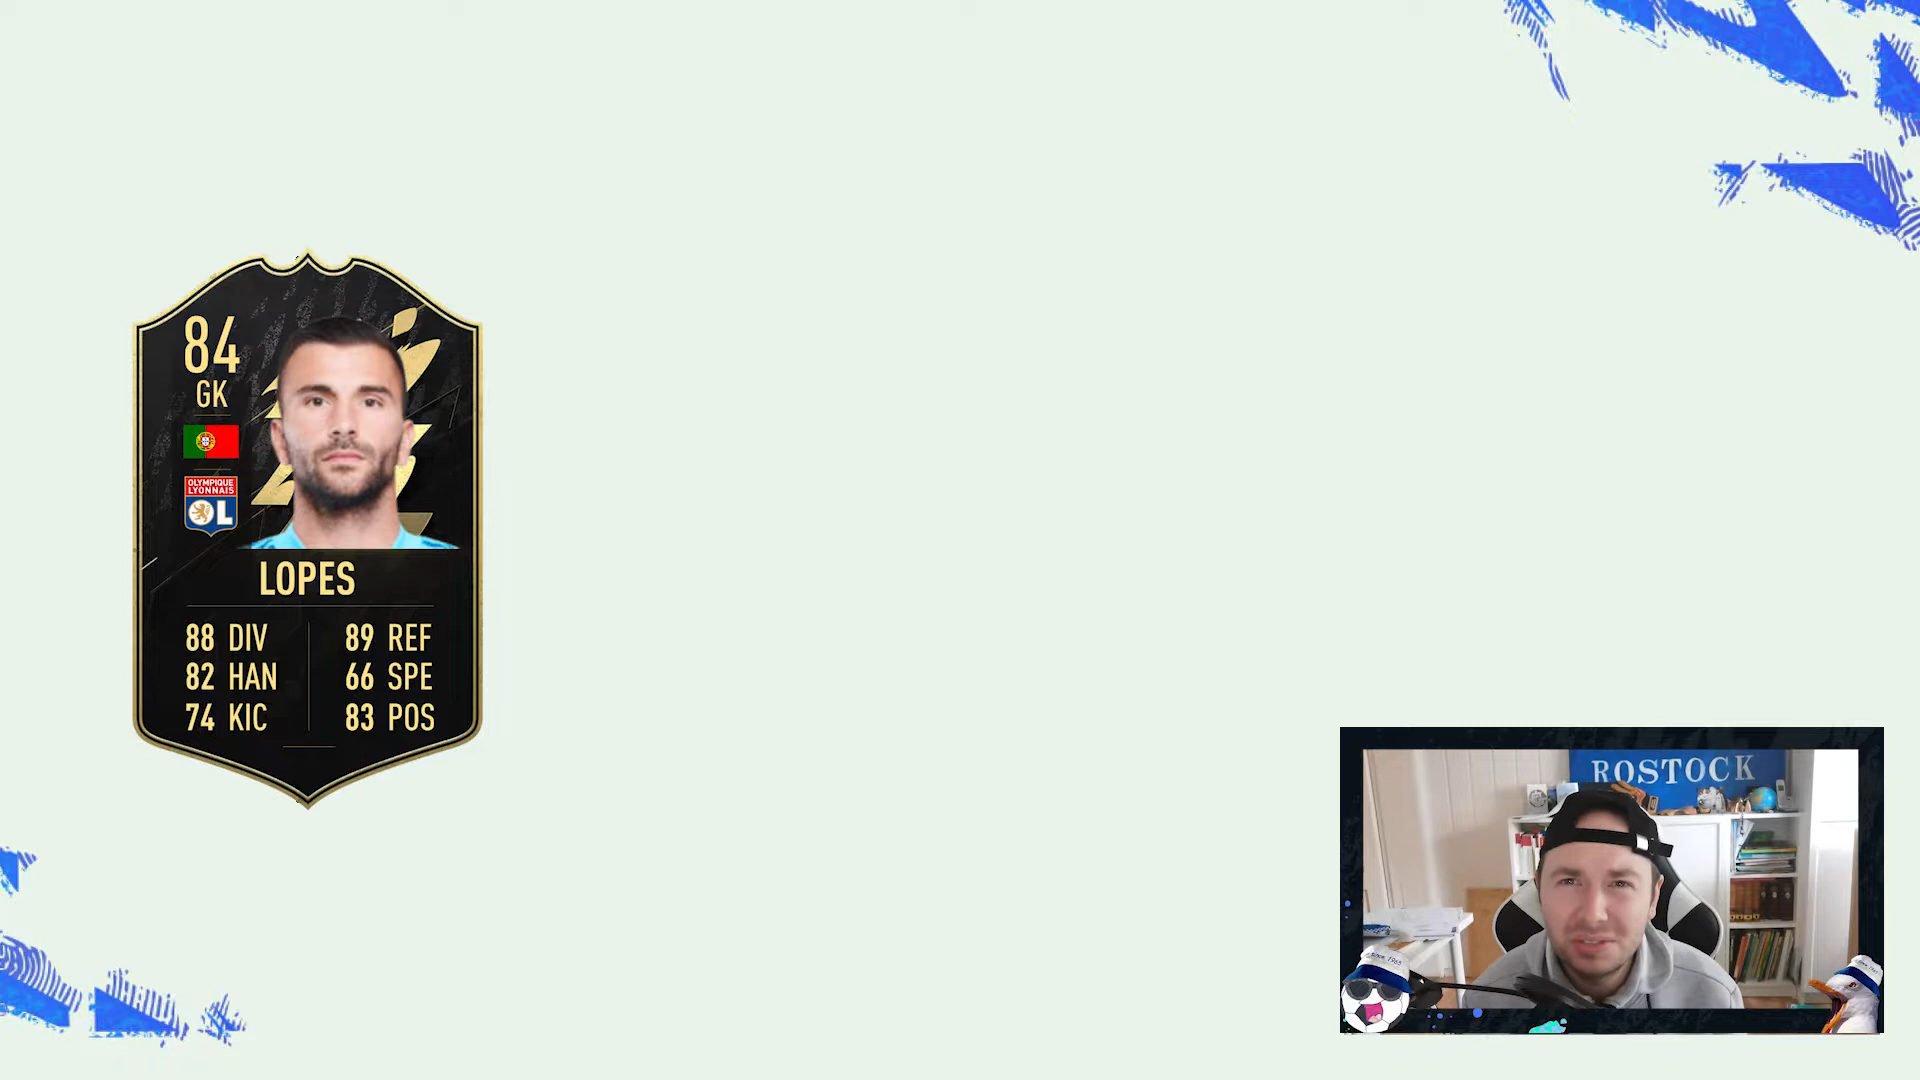 84
GK
OLYMPIQUE
LYONNAIS
OL
LOPES
88 DIV 89 REF
82 HAN 66 SPE
74 KIC 83 POS
ROSTOCK